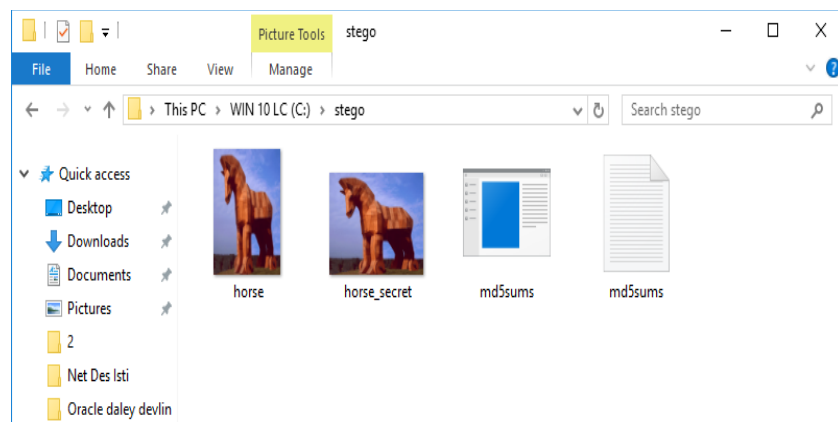 Picture Tools stego
File Home Share View Manage
This PC > WIN 10 LC (C:) > stego Search stego
Quick access
Desktop
Downloads
Documents
Pictures
2
Net Des Isti
Oracle daley devlin
horse horse_secret md5sums md5sums